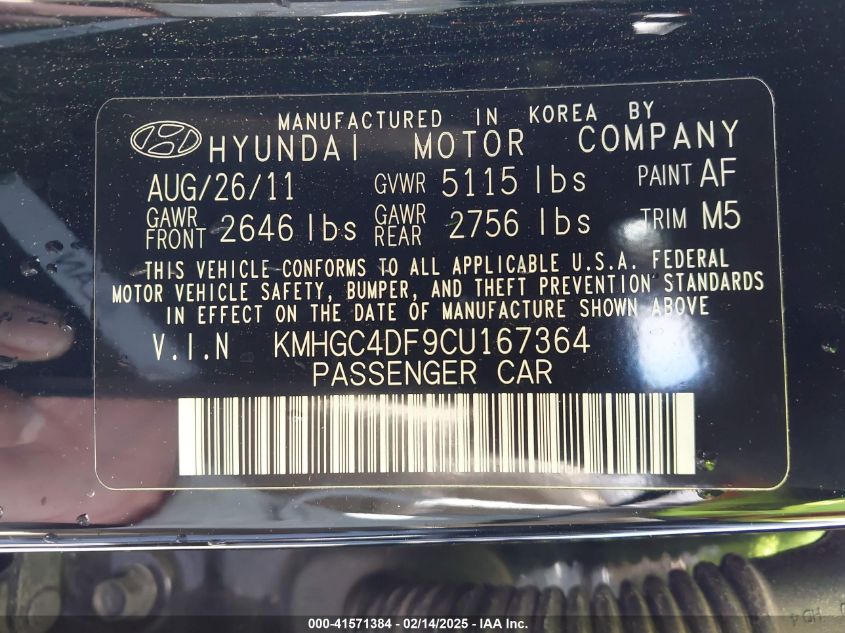 MANUFACTURED IN KOREA BY
HYUNDAI MOTOR COMPANY
AUG/26/11 GVWR 5115 lbs PAINT AF
GAWR FRONT 2646 lbs GAWR REAR 2756 lbs TRIM M5
THIS VEHICLE CONFORMS TO ALL APPLICABLE U.S.A. FEDERAL
MOTOR VEHICLE SAFETY, BUMPER, AND THEFT PREVENTION STANDARDS
IN EFFECT ON THE DATE OF MANUFACTURE SHOWN ABOVE
V.I.N KMHGC4DF9CU167364
PASSENGER CAR
000-41571384 - 02/14/2025 - IAA Inc.